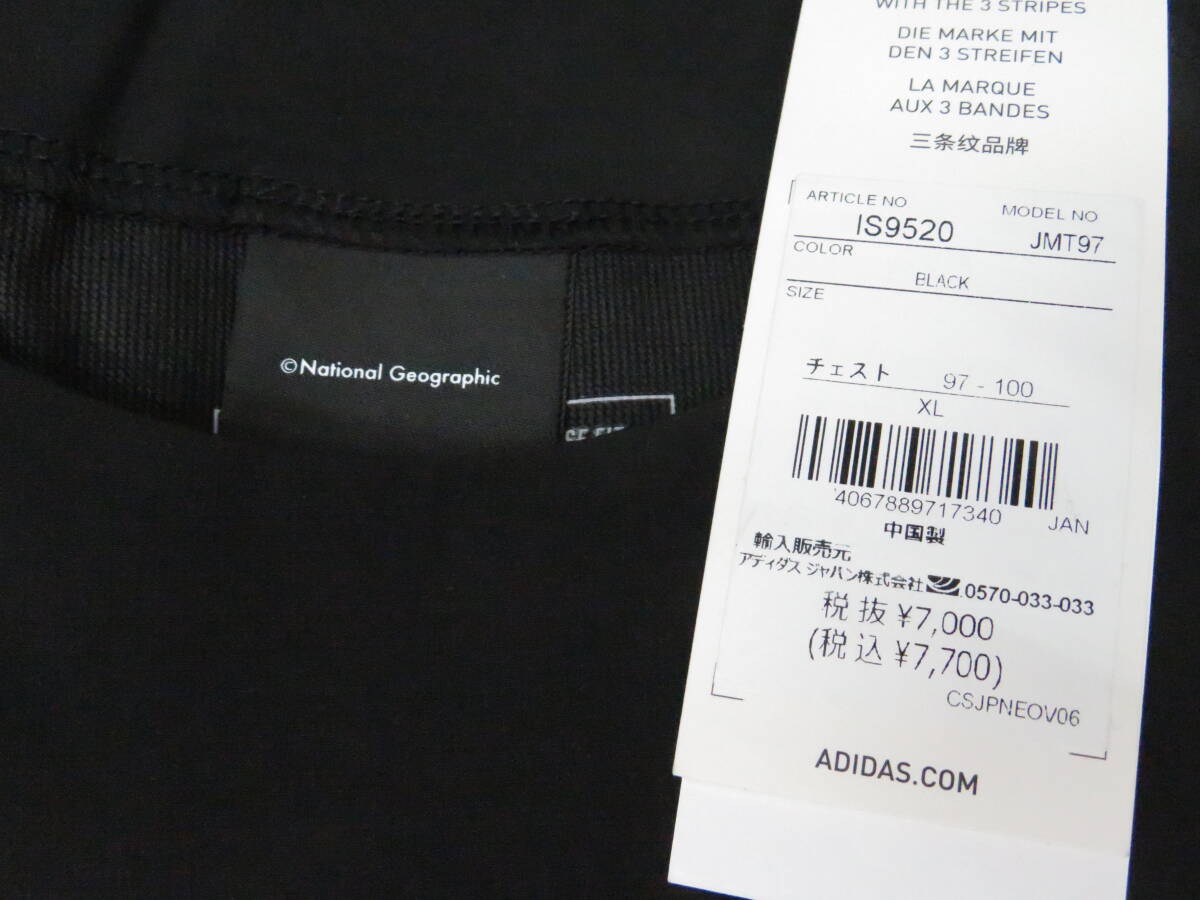 WITH THE 3 STRIPES
DIE MARKE MIT
DEN 3 STREIFEN
LA MARQUE
AUX 3 BANDES
三条纹品牌
ARTICLE NO MODEL NO
IS9520 JMT97
COLOR
BLACK
SIZE
チェスト 97 - 100
XL
4067889717340 JAN
中国製
輸入販売元
アディダス ジャパン株式会社 0570-033-033
税抜 ¥7,000
(税込 ¥7,700)
CSJPNEOV06
ADIDAS.COM
©National Geographic